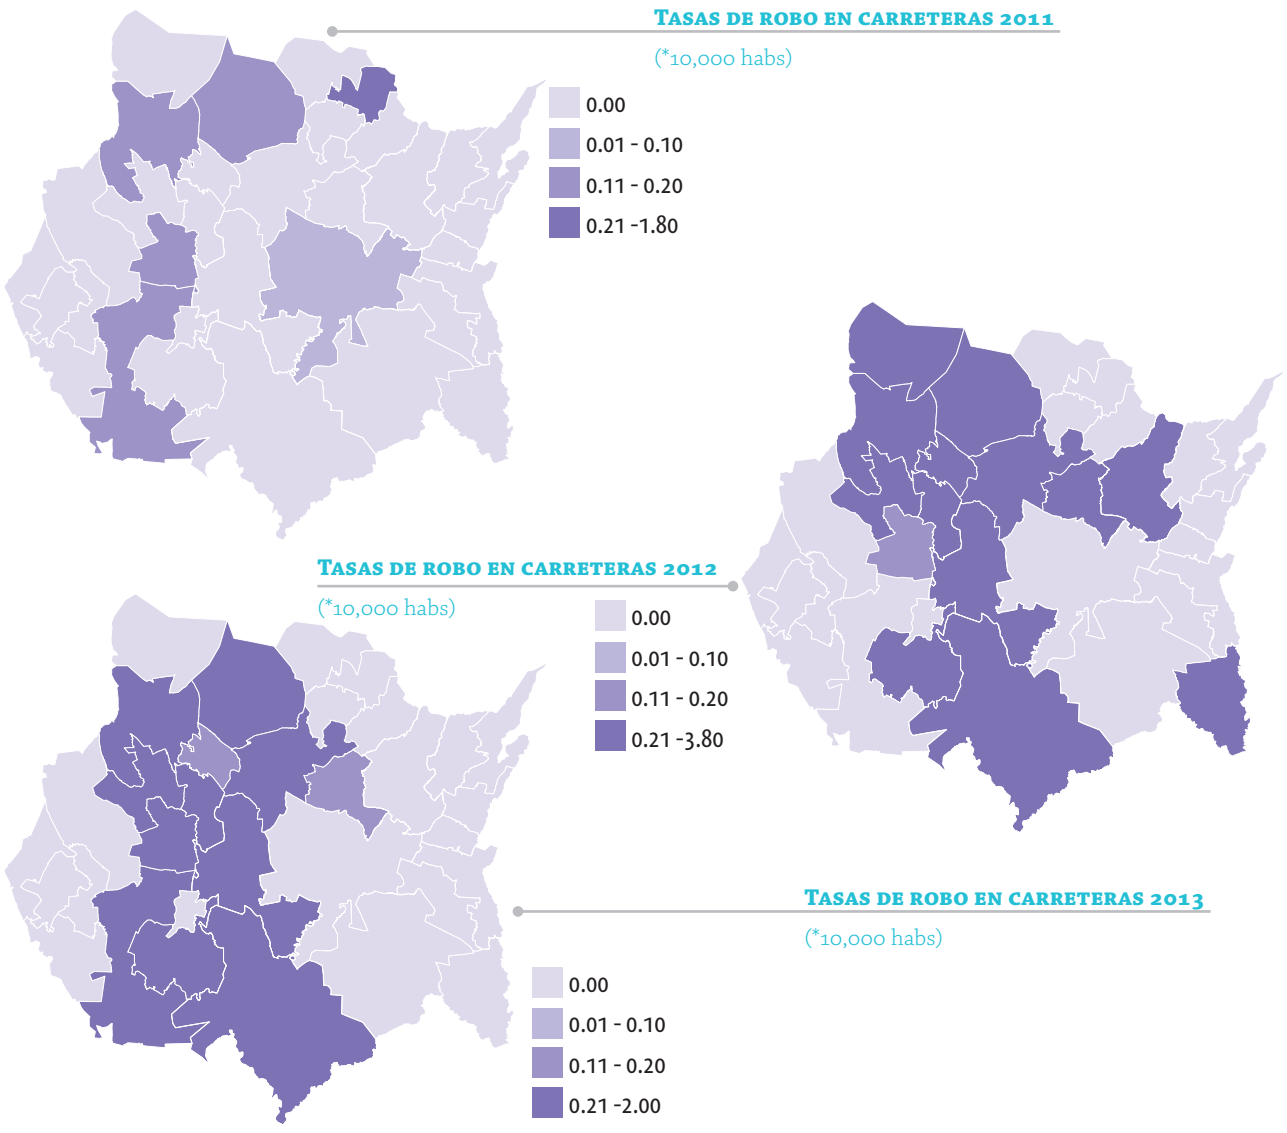 Tasas de robo en carreteras 2011
(*10,000 habs)
0.00
0.01 - 0.10
0.11 - 0.20
0.21 -1.80
Tasas de robo en carreteras 2012
(*10,000 habs)
0.00
0.01 - 0.10
0.11 - 0.20
0.21 -3.80
Tasas de robo en carreteras 2013
(*10,000 habs)
0.00
0.01 - 0.10
0.11 - 0.20
0.21 -2.00